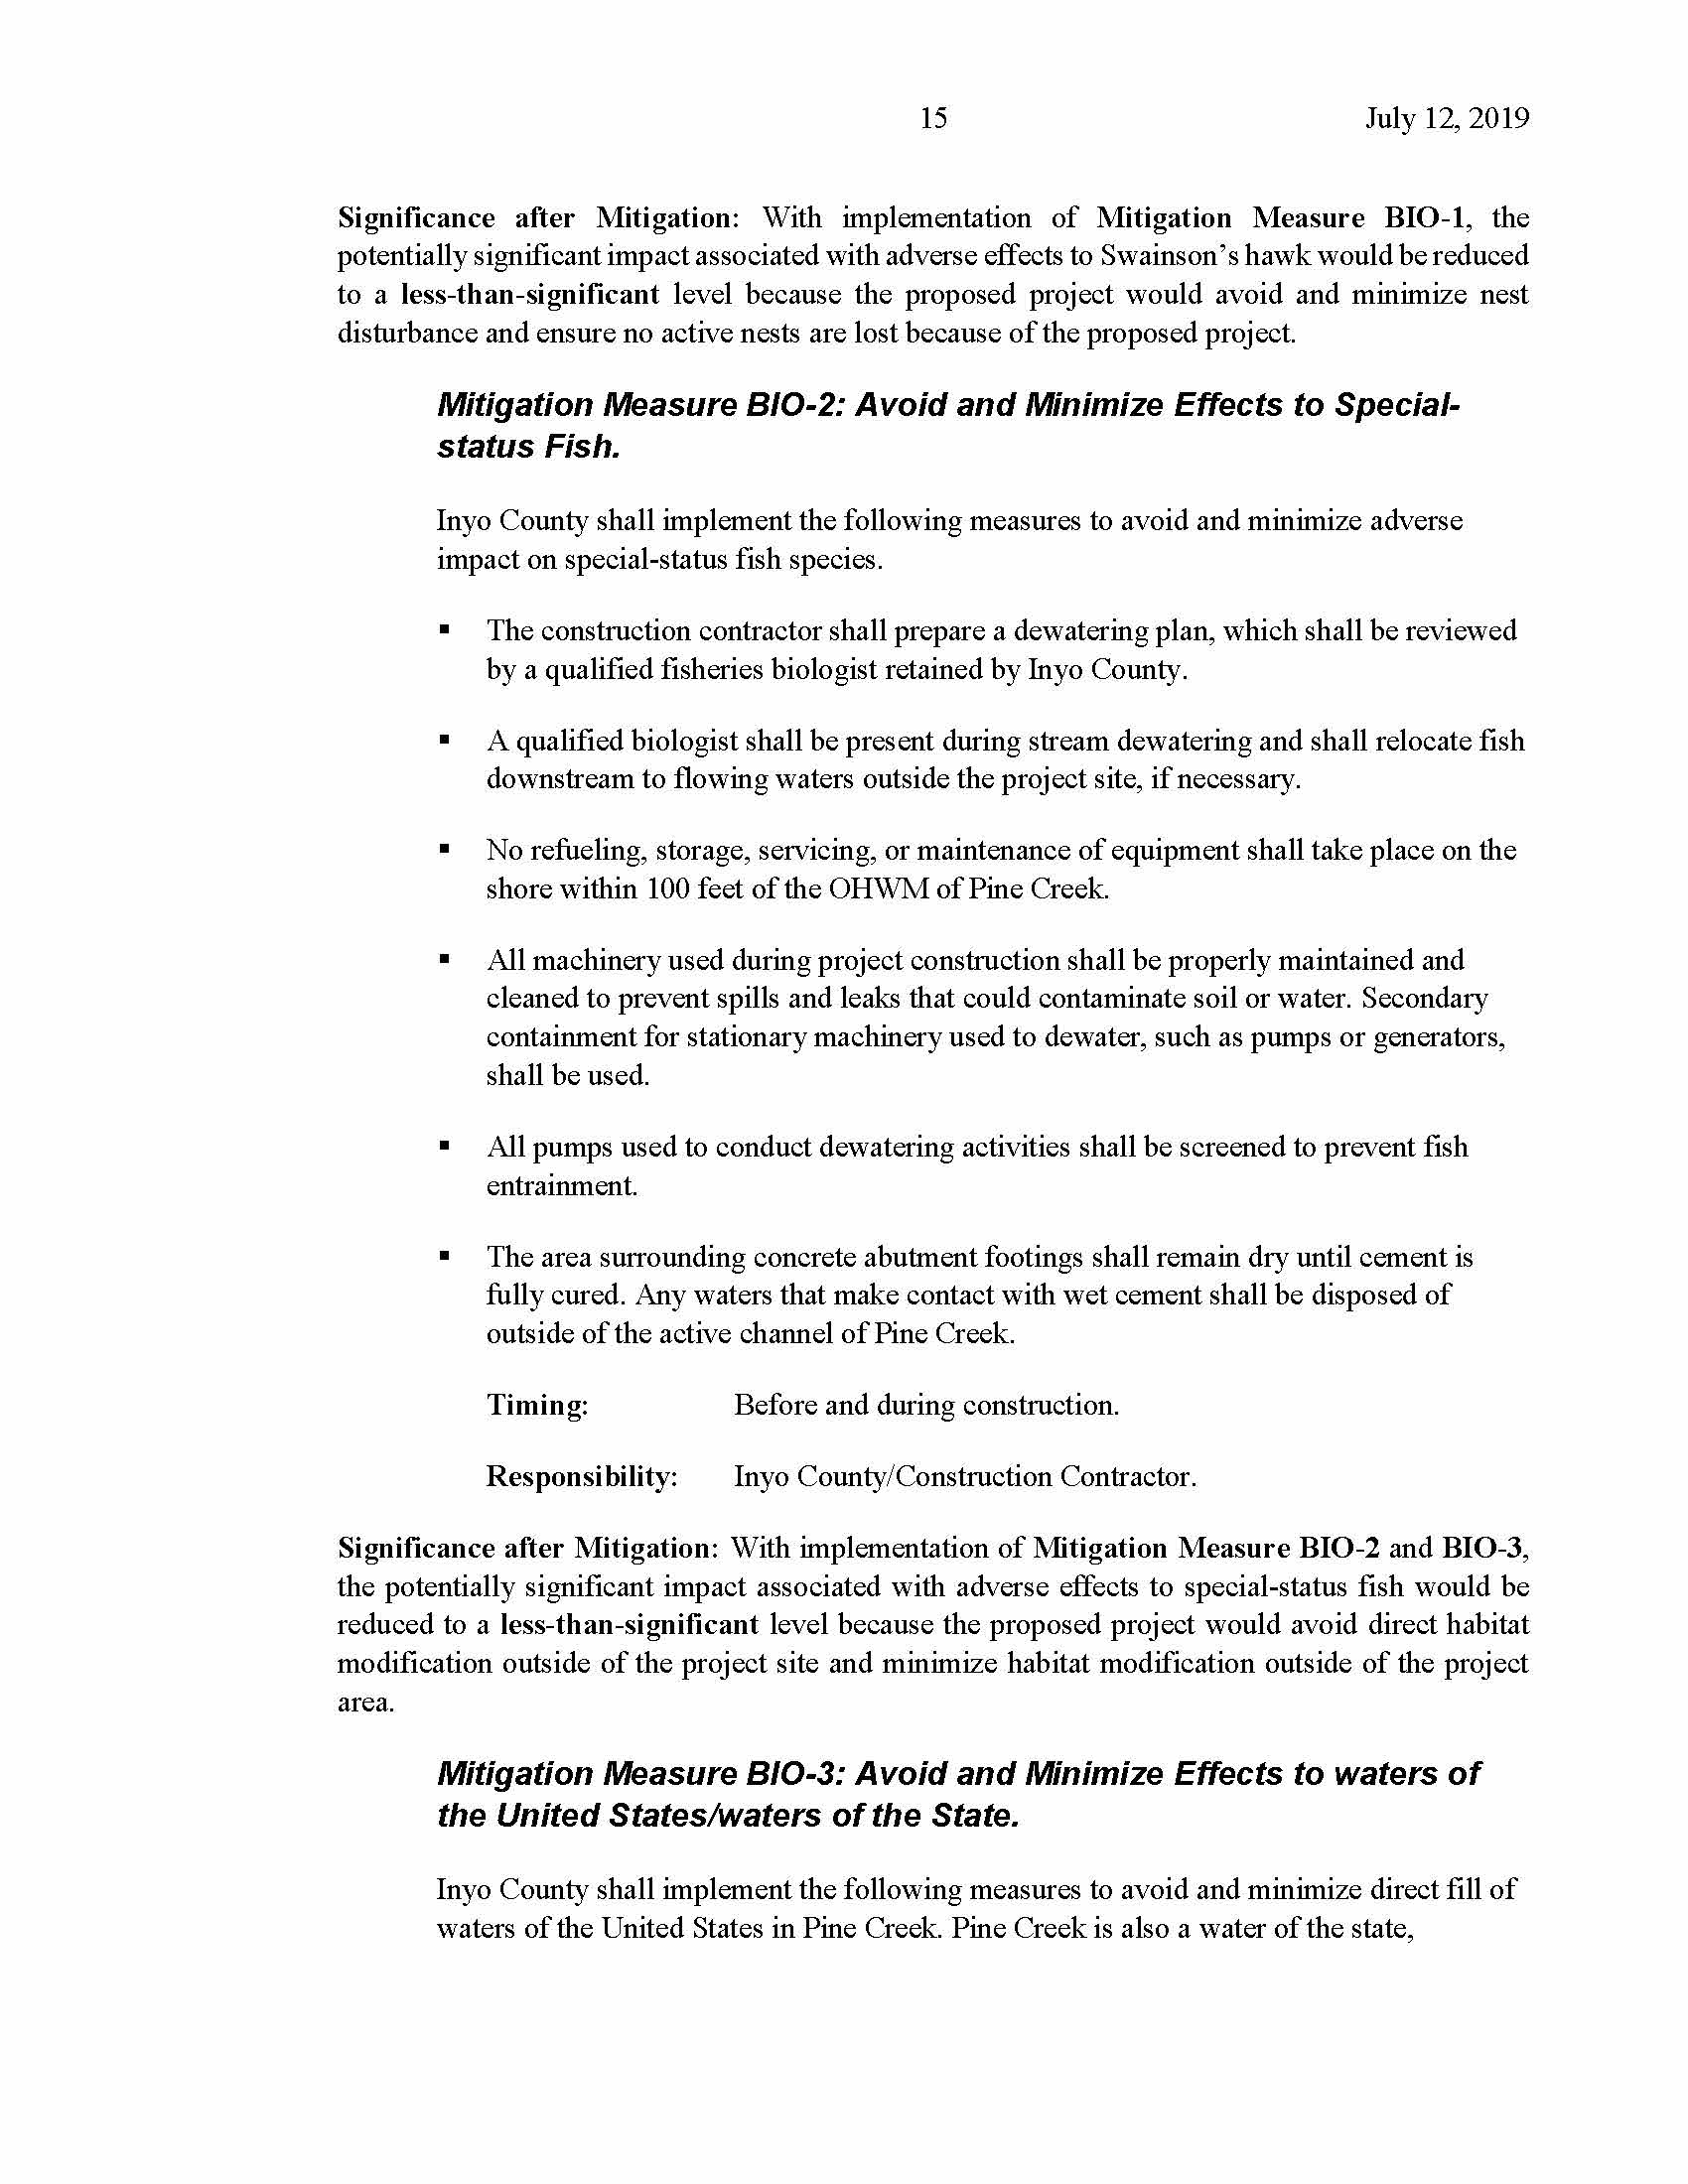 15 July 12, 2019
Significance after Mitigation: With implementation of Mitigation Measure BIO-1, the
potentially significant impact associated with adverse effects to Swainson’s hawk would be reduced
to a less-than-significant level because the proposed project would avoid and minimize nest
disturbance and ensure no active nests are lost because of the proposed project.
Mitigation Measure BIO-2: Avoid and Minimize Effects to Special-
status Fish.
Inyo County shall implement the following measures to avoid and minimize adverse
impact on special-status fish species.
▪ The construction contractor shall prepare a dewatering plan, which shall be reviewed
by a qualified fisheries biologist retained by Inyo County.
▪ A qualified biologist shall be present during stream dewatering and shall relocate fish
downstream to flowing waters outside the project site, if necessary.
▪ No refueling, storage, servicing, or maintenance of equipment shall take place on the
shore within 100 feet of the OHWM of Pine Creek.
▪ All machinery used during project construction shall be properly maintained and
cleaned to prevent spills and leaks that could contaminate soil or water. Secondary
containment for stationary machinery used to dewater, such as pumps or generators,
shall be used.
▪ All pumps used to conduct dewatering activities shall be screened to prevent fish
entrainment.
▪ The area surrounding concrete abutment footings shall remain dry until cement is
fully cured. Any waters that make contact with wet cement shall be disposed of
outside of the active channel of Pine Creek.
Timing: Before and during construction.
Responsibility: Inyo County/Construction Contractor.
Significance after Mitigation: With implementation of Mitigation Measure BIO-2 and BIO-3,
the potentially significant impact associated with adverse effects to special-status fish would be
reduced to a less-than-significant level because the proposed project would avoid direct habitat
modification outside of the project site and minimize habitat modification outside of the project
area.
Mitigation Measure BIO-3: Avoid and Minimize Effects to waters of
the United States/waters of the State.
Inyo County shall implement the following measures to avoid and minimize direct fill of
waters of the United States in Pine Creek. Pine Creek is also a water of the state,